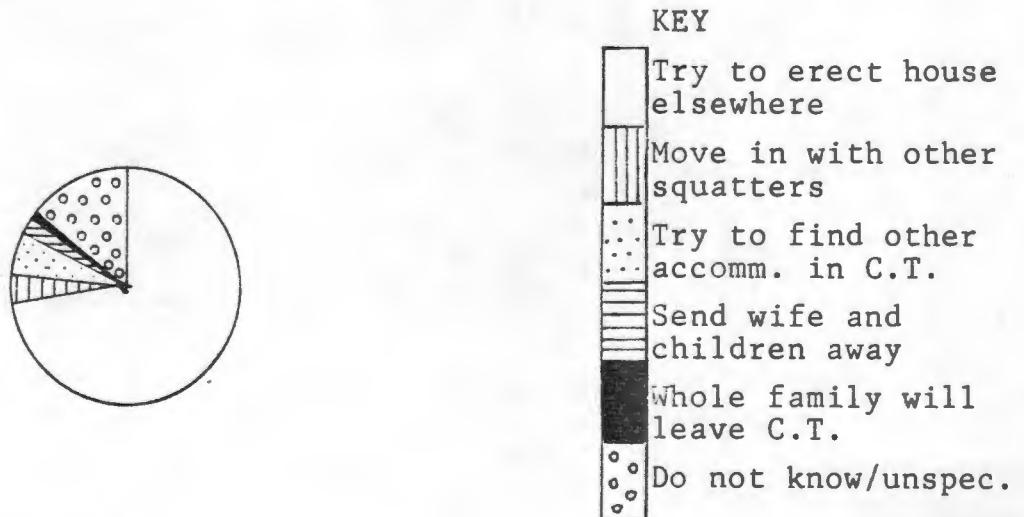 KEY
Try to erect house
elsewhere
Move in with other
squatters
Try to find other
accomm. in C.T.
Send wife and
children away
Whole family will
leave C.T.
Do not know/unspec.